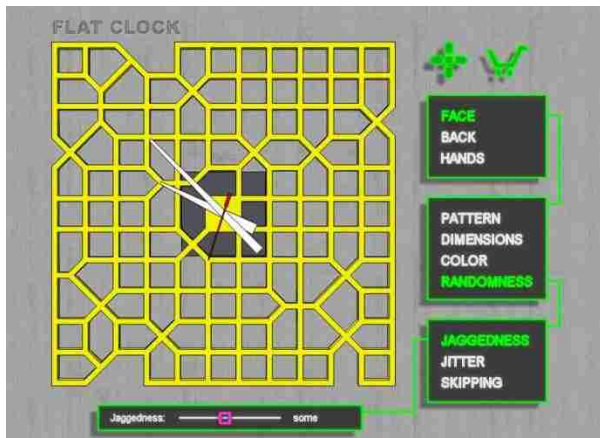 FLAT CLOCK
FACE
BACK
HANDS
PATTERN
DIMENSIONS
COLOR
RANDOMNESS
JAGGEDNESS
JITTER
SKIPPING
Jaggedness: some